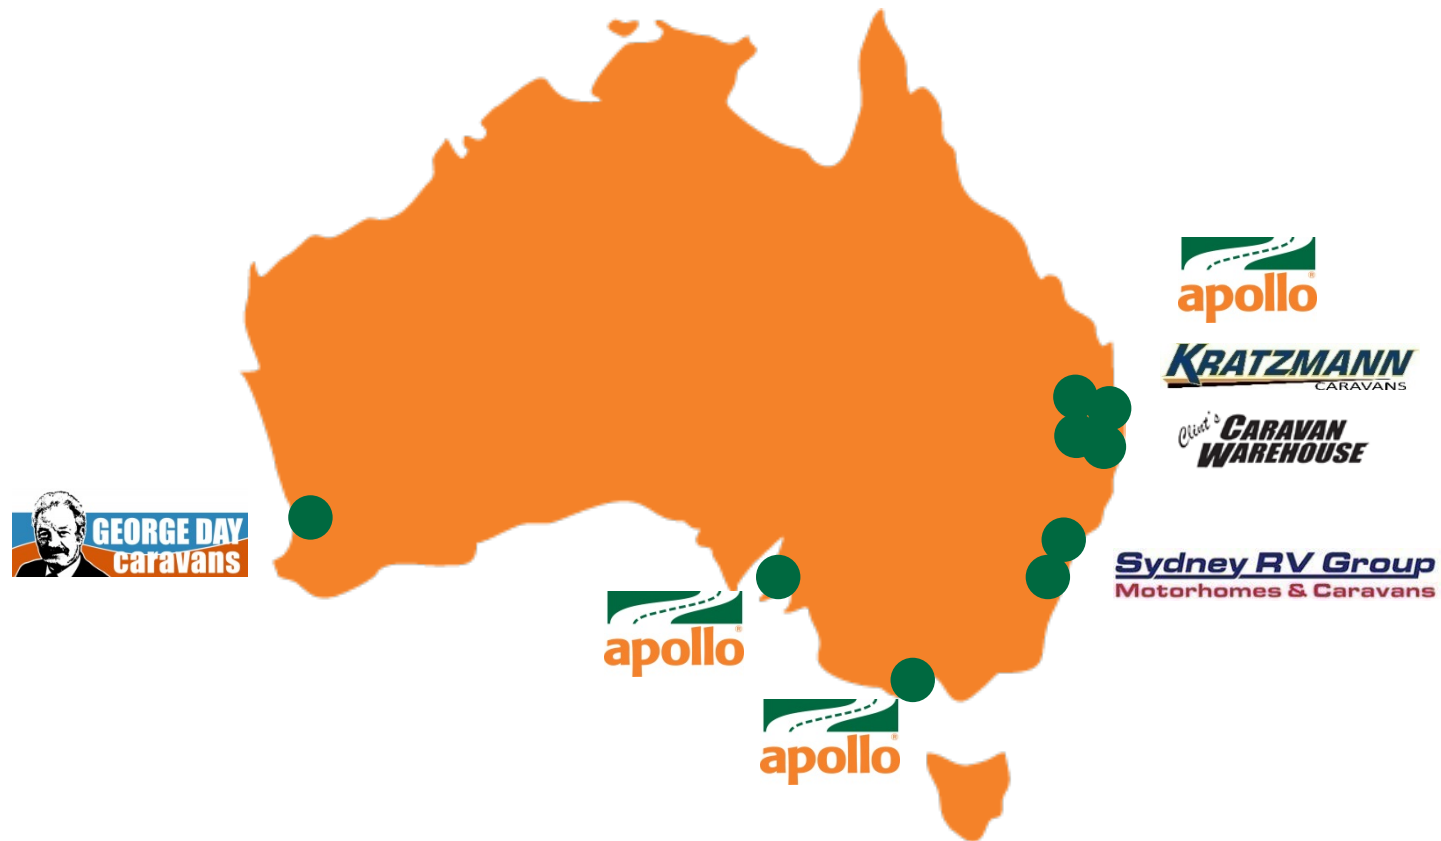 apollo®
KRATZMANN
CARAVANS
Clint's CARAVAN
WAREHOUSE
GEORGE DAY
caravans
Sydney RV Group
Motorhomes & Caravans
apollo®
apollo®